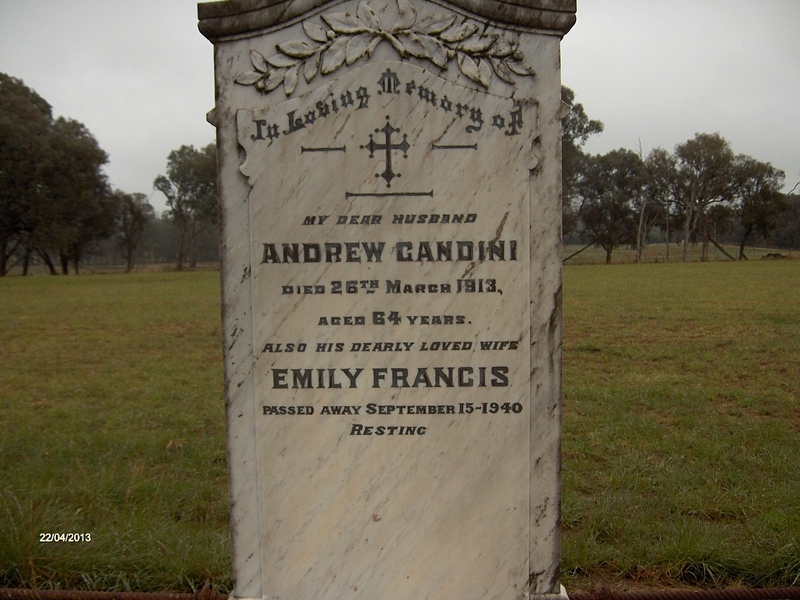 In Loving Memory of
MY DEAR HUSBAND
ANDREW GANDINI
DIED 26TH MARCH 1913,
AGED 64 YEARS.
ALSO HIS DEARLY LOVED WIFE
EMILY FRANCIS
PASSED AWAY SEPTEMBER 15-1940
RESTING
22/04/2013